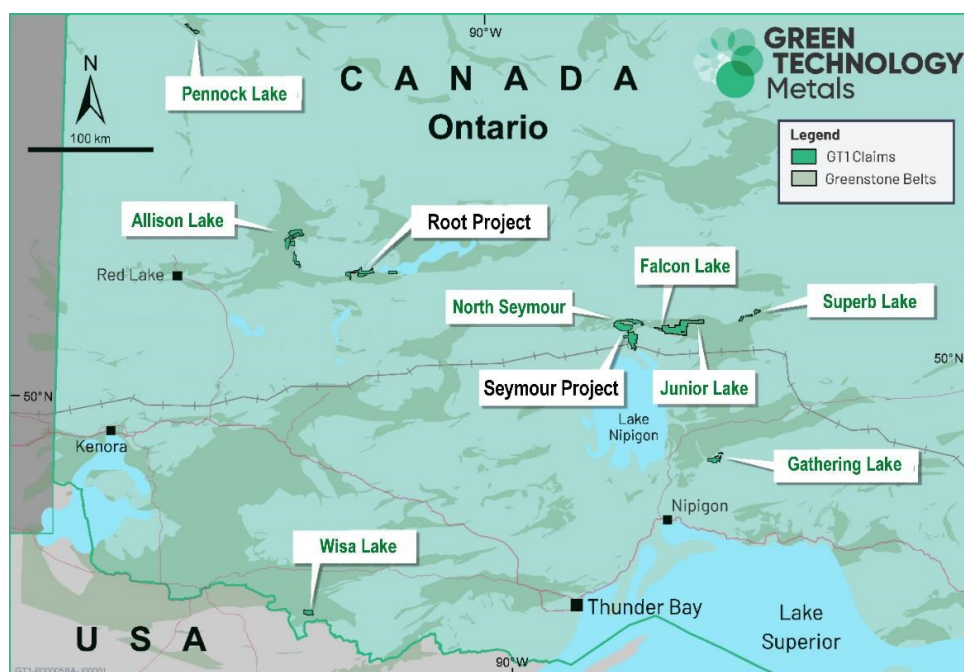 90°W
GREEN
TECHNOLOGY
Metals
N
100 km
Pennock Lake
CANADA
Ontario
Legend
GT1 Claims
Greenstone Belts
Allison Lake
Root Project
Red Lake
Falcon Lake
North Seymour
Superb Lake
Seymour Project
Junior Lake
50°N
50°N
Lake
Nipigon
Kenora
Gathering Lake
Nipigon
Wisa Lake
Thunder Bay
Lake
Superior
USA
90°W